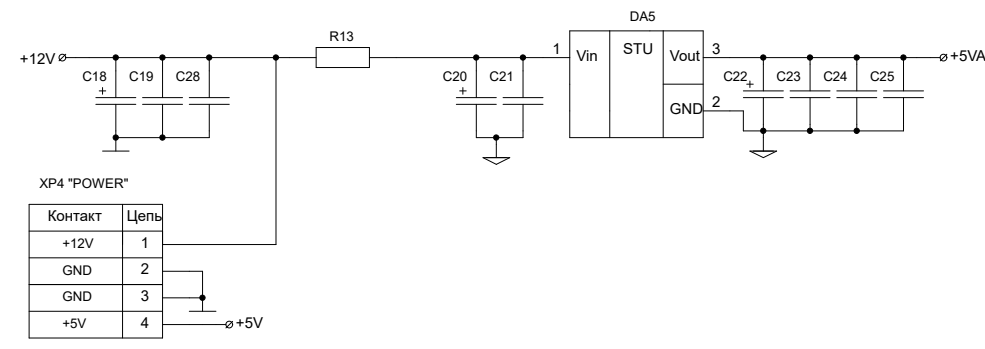 DA5
R13
+12V
1
Vin
STU
Vout
3
+5VA
C18
C19
C28
C20
C21
C22
C23
C24
C25
+
+
+
GND
2
XP4 "POWER"
Контакт Цепь
+12V 1
GND 2
GND 3
+5V 4
+5V